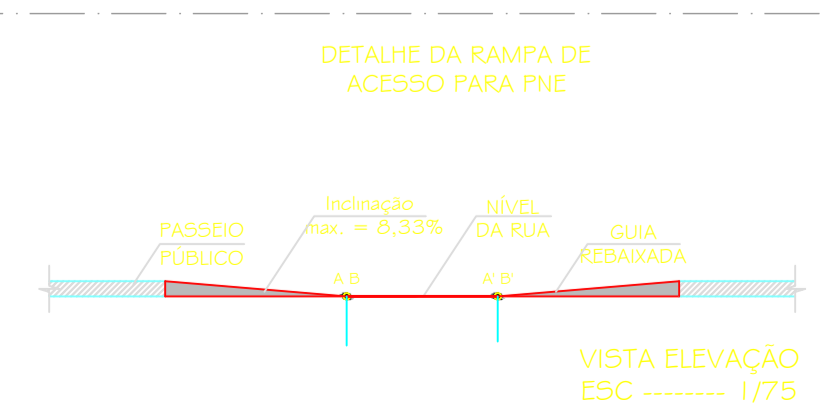 DETALHE DA RAMPA DE
ACESSO PARA PNE
Inclinação
max. = 8,33%
NÍVEL
DA RUA
PASSEIO
PÚBLICO
GUIA
REBAIXADA
A B
A' B'
VISTA ELEVAÇÃO
ESC -------- 1/75